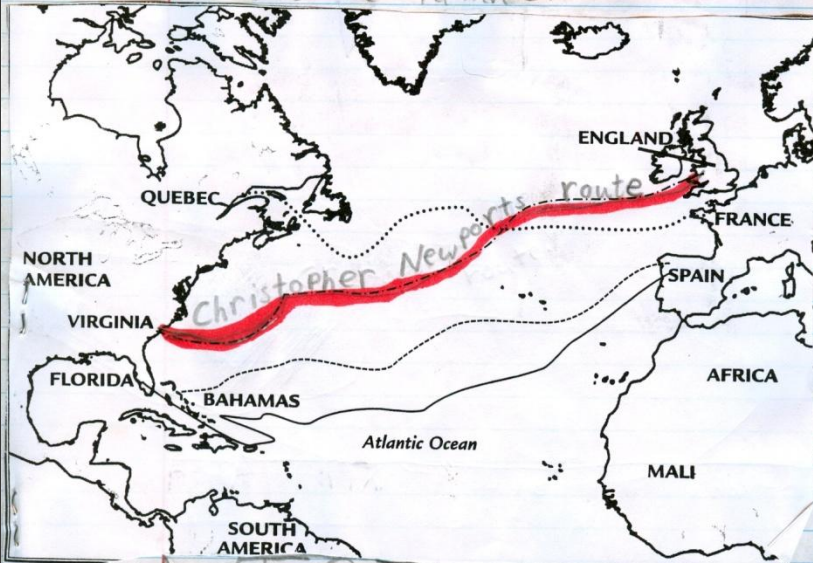 ENGLAND
QUEBEC
Christopher Newports route
FRANCE
NORTH
AMERICA
SPAIN
VIRGINIA
FLORIDA
BAHAMAS
AFRICA
Atlantic Ocean
MALI
SOUTH
AMERICA